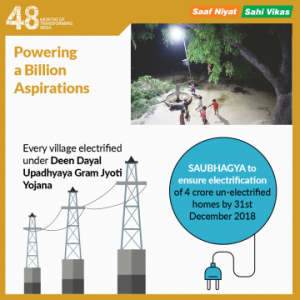 48 MONTHS OF
TRANSFORMING
INDIA
Saaf Niyat Sahi Vikas
Powering
a Billion
Aspirations
Every village electrified
under Deen Dayal
Upadhyaya Gram Jyoti
Yojana
SAUBHAGYA to
ensure electrification
of 4 crore un-electrified
homes by 31st
December 2018